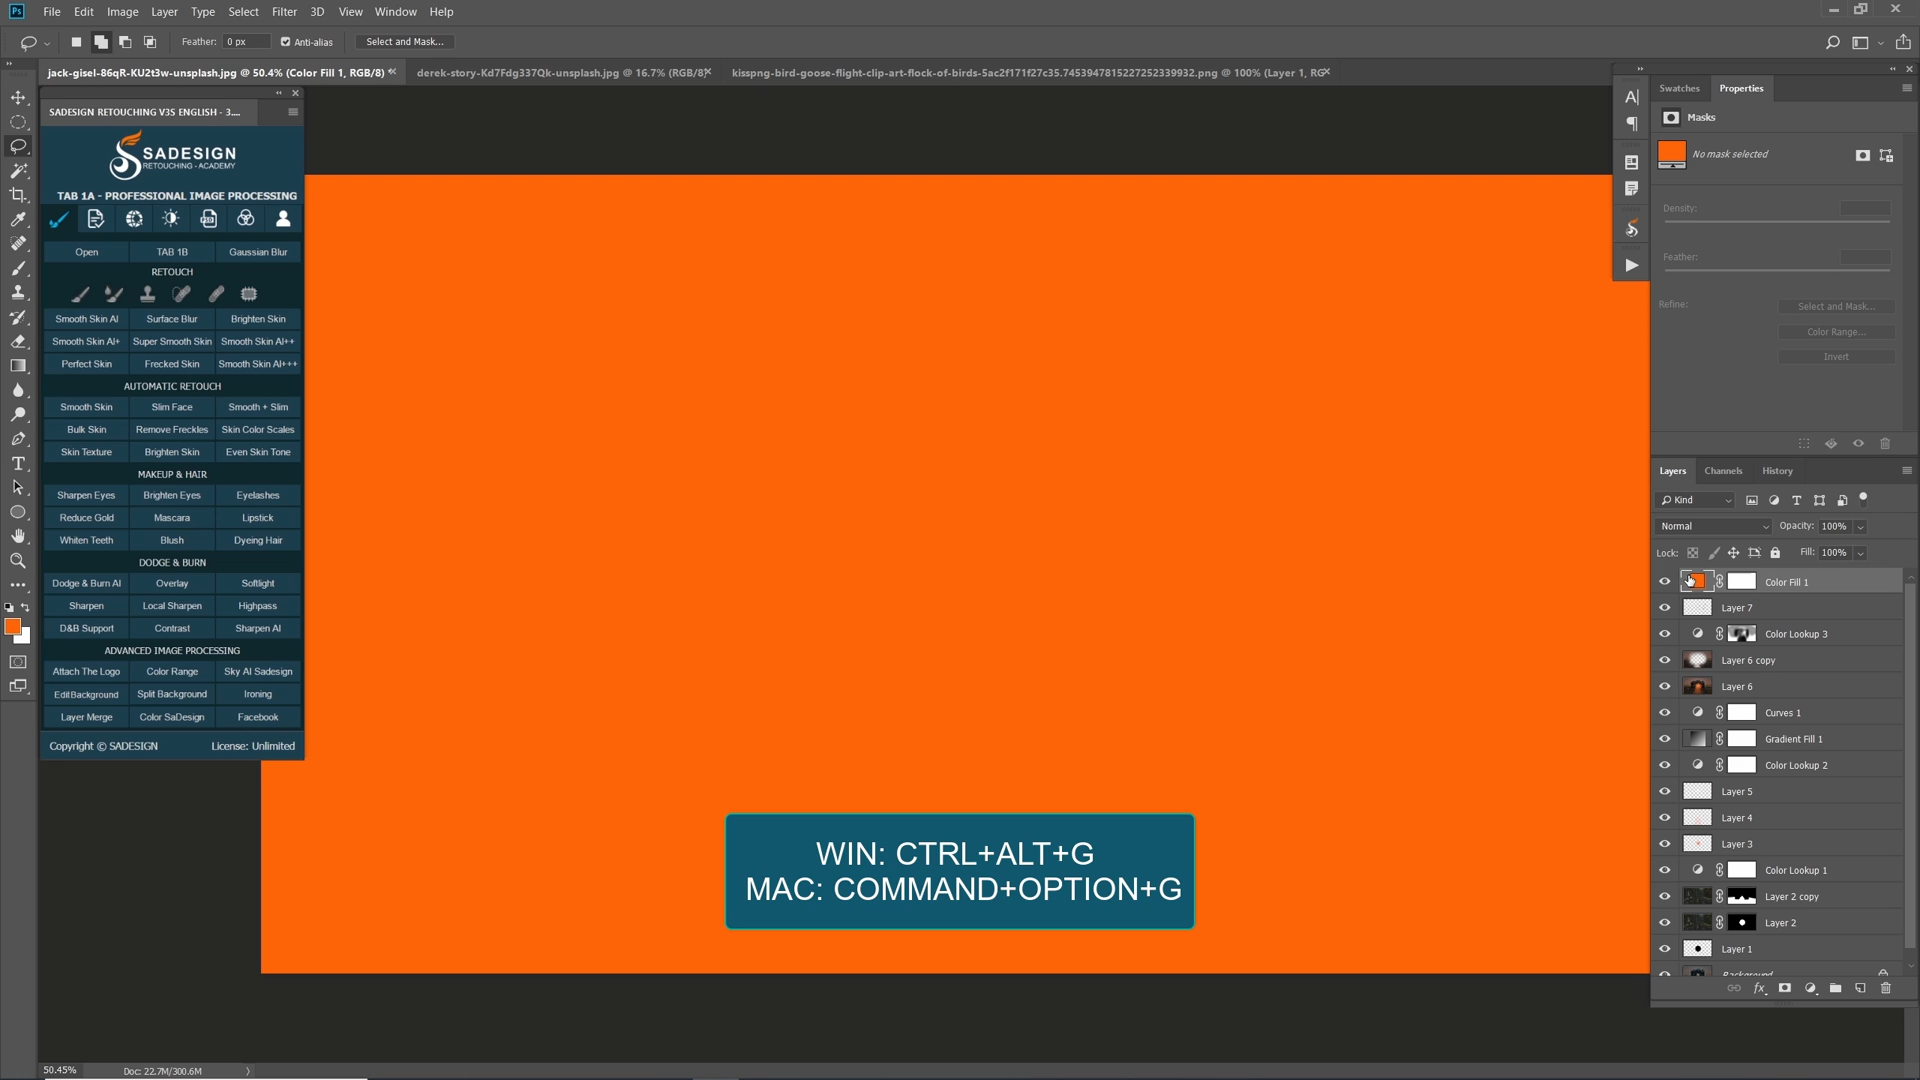 Ps File Edit Image Layer Type Select Filter 3D View Window Help
Feather: 0 px Anti-alias Select and Mask...
jack-gisel-86qR-KU2t3w-unsplash.jpg @ 50.4% (Color Fill 1, RGB/8) *
derek-story-Kd7Fdg337Qk-unsplash.jpg @ 16.7% (RGB/8)
kisspng-bird-goose-flight-clip-art-flock-of-birds-5ac2f171f27c35.7453947815227252339932.png @ 100% (Layer 1, RG
SADESIGN RETOUCHING V3S ENGLISH - 3....
SADESIGN
RETOUCHING - ACADEMY
TAB 1A - PROFESSIONAL IMAGE PROCESSING
Open TAB 1B Gaussian Blur
RETOUCH
Smooth Skin AI Surface Blur Brighten Skin
Smooth Skin AI+ Super Smooth Skin Smooth Skin AI++
Perfect Skin Frecked Skin Smooth Skin AI+++
AUTOMATIC RETOUCH
Smooth Skin Slim Face Smooth + Slim
Bulk Skin Remove Freckles Skin Color Scales
Skin Texture Brighten Skin Even Skin Tone
MAKEUP & HAIR
Sharpen Eyes Brighten Eyes Eyelashes
Reduce Gold Mascara Lipstick
Whiten Teeth Blush Dyeing Hair
DODGE & BURN
Dodge & Burn AI Overlay Softlight
Sharpen Local Sharpen Highpass
D&B Support Contrast Sharpen AI
ADVANCED IMAGE PROCESSING
Attach The Logo Color Range Sky AI Sadesign
EditBackground Split Background Ironing
Layer Merge Color SaDesign Facebook
Copyright © SADESIGN License: Unlimited
WIN: CTRL+ALT+G
MAC: COMMAND+OPTION+G
Swatches Properties
Masks
No mask selected
Density:
Feather:
Refine: Select and Mask...
Color Range...
Invert
Layers Channels History
Kind
Normal Opacity: 100%
Lock: Fill: 100%
Color Fill 1
Layer 7
Color Lookup 3
Layer 6 copy
Layer 6
Curves 1
Gradient Fill 1
Color Lookup 2
Layer 5
Layer 4
Layer 3
Color Lookup 1
Layer 2 copy
Layer 2
Layer 1
Background
fx
50.45% Doc: 22.7M/300.6M